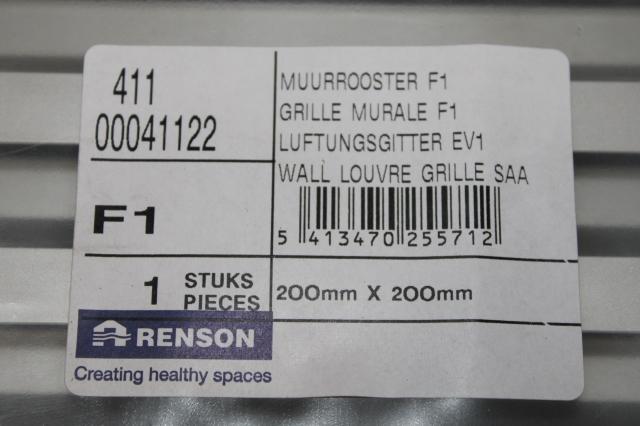 411
00041122
MUURROOSTER F1
GRILLE MURALE F1
LUFTUNGSGITTER EV1
WALL LOUVRE GRILLE SAA
F1
5 413470 255712
1 STUKS
PIECES
200mm X 200mm
RENSON
Creating healthy spaces